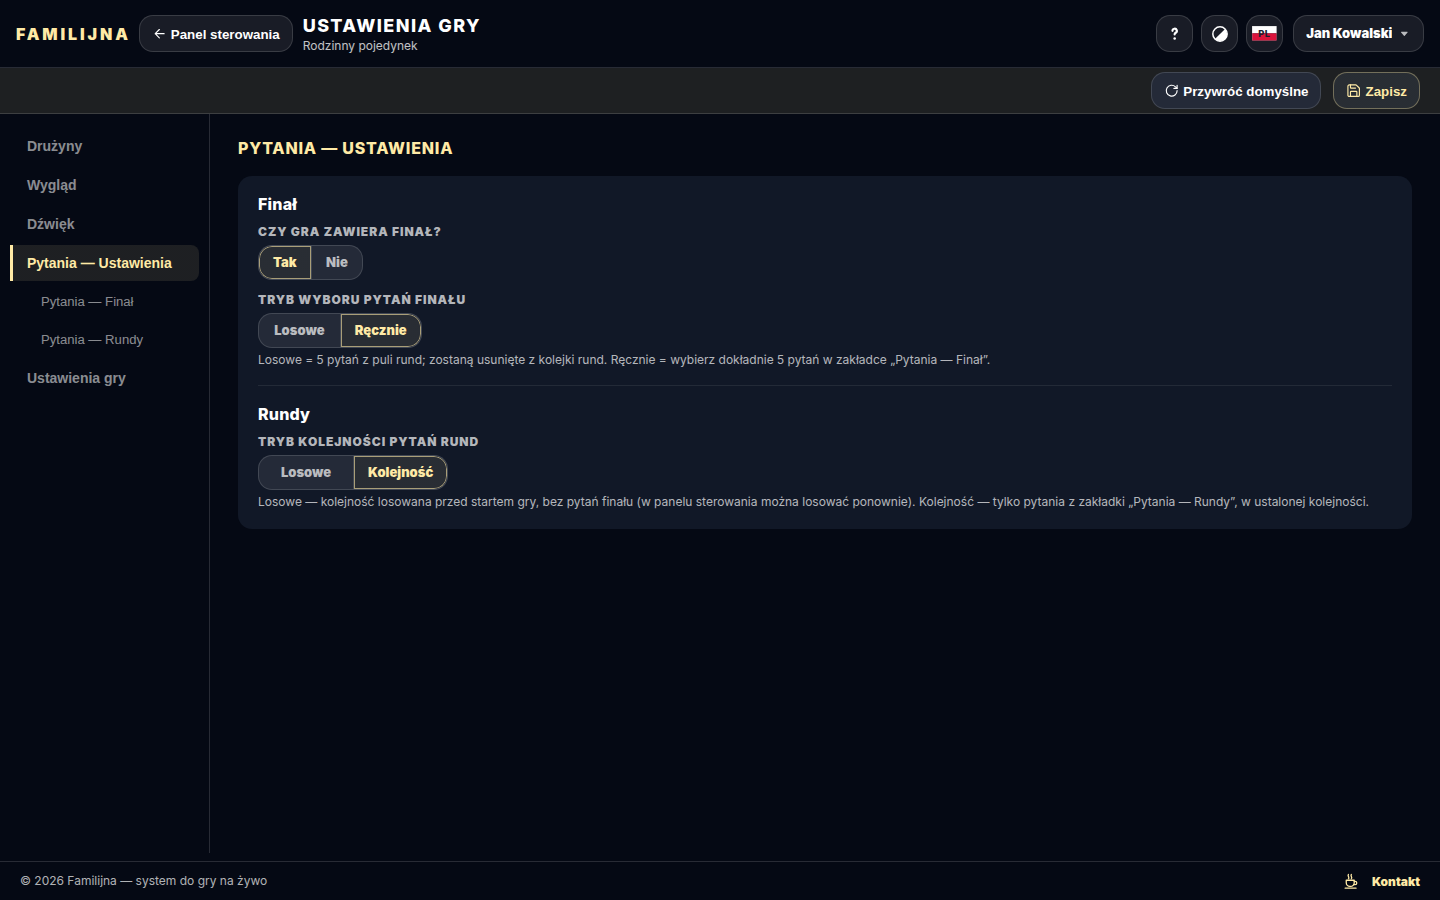 FAMILIJNA
Panel sterowania
USTAWIENIA GRY
Rodzinny pojedynek
?
PL
Jan Kowalski
Przywróć domyślne
Zapisz
Drużyny
Wygląd
Dźwięk
Pytania — Ustawienia
Pytania — Finał
Pytania — Rundy
Ustawienia gry
PYTANIA — USTAWIENIA
Finał
CZY GRA ZAWIERA FINAŁ?
Tak Nie
TRYB WYBORU PYTAŃ FINAŁU
Losowe Ręcznie
Losowe = 5 pytań z puli rund; zostaną usunięte z kolejki rund. Ręcznie = wybierz dokładnie 5 pytań w zakładce „Pytania — Finał”.
Rundy
TRYB KOLEJNOŚCI PYTAŃ RUND
Losowe Kolejność
Losowe — kolejność losowana przed startem gry, bez pytań finału (w panelu sterowania można losować ponownie). Kolejność — tylko pytania z zakładki „Pytania — Rundy”, w ustalonej kolejności.
© 2026 Familijna — system do gry na żywo
Kontakt